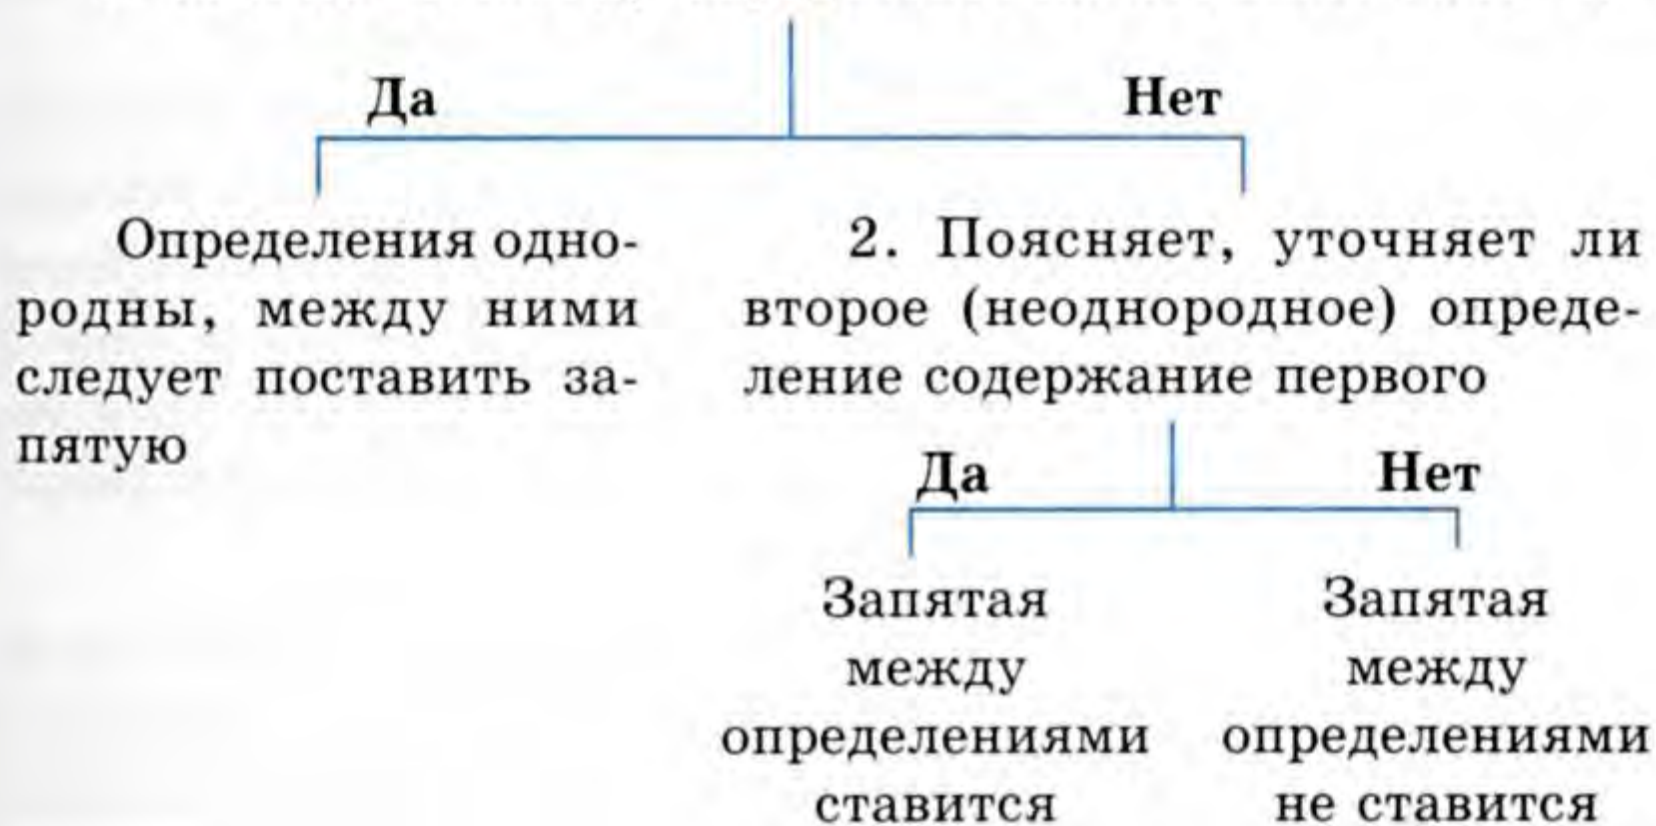 Да
Нет
Определения одно-
родны, между ними
следует поставить за-
пятую
2. Поясняет, уточняет ли
второе (неоднородное) опреде-
ление содержание первого
Да
Нет
Запятая
между
определениями
ставится
Запятая
между
определениями
не ставится